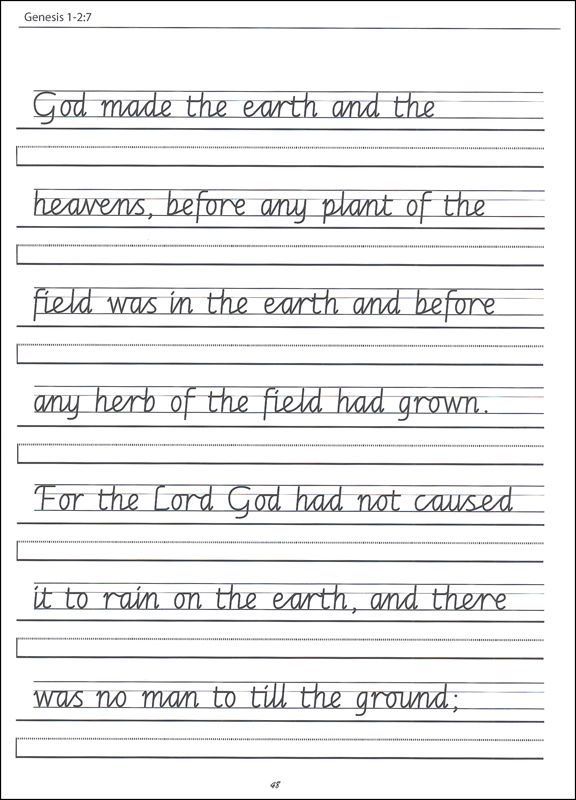 Genesis 1-2:7
God made the earth and the
heavens, before any plant of the
field was in the earth and before
any herb of the field had grown.
For the Lord God had not caused
it to rain on the earth, and there
was no man to till the ground;
48